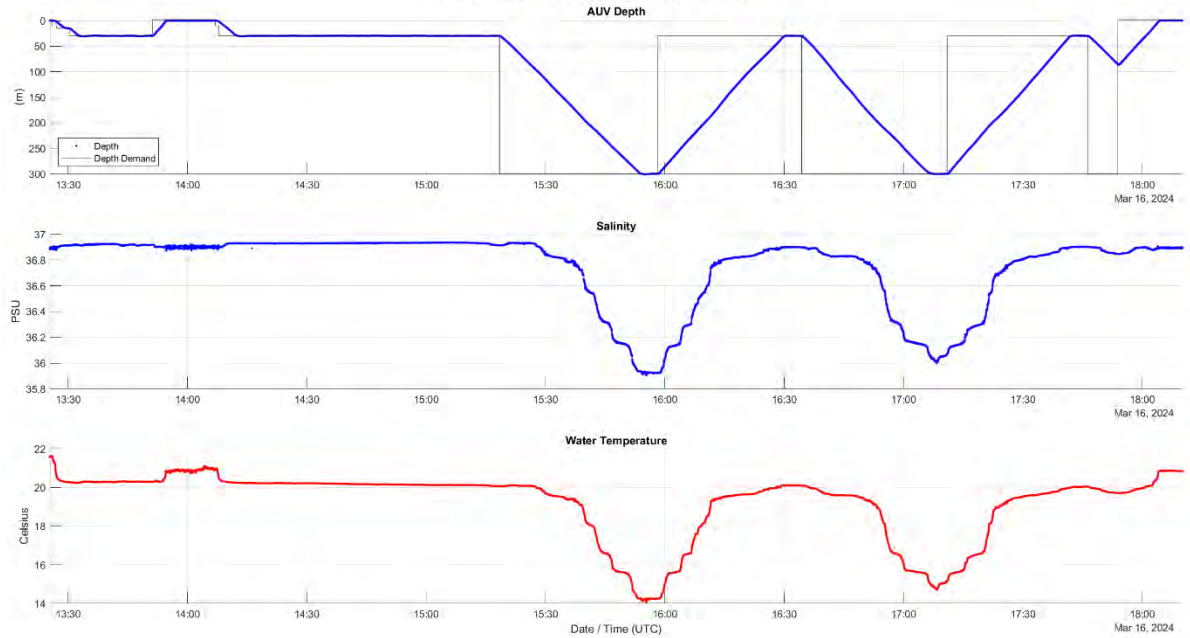 AUV Depth
0
50
100
150
200
250
300
(m)
Depth
Depth Demand
13:30 14:00 14:30 15:00 15:30 16:00 16:30 17:00 17:30 18:00
Mar 16, 2024
Salinity
37
36.8
36.6
36.4
36.2
36
35.8
PSU
13:30 14:00 14:30 15:00 15:30 16:00 16:30 17:00 17:30 18:00
Mar 16, 2024
Water Temperature
22
20
18
16
14
Celsius
13:30 14:00 14:30 15:00 15:30 16:00 16:30 17:00 17:30 18:00
Date / Time (UTC)
Mar 16, 2024